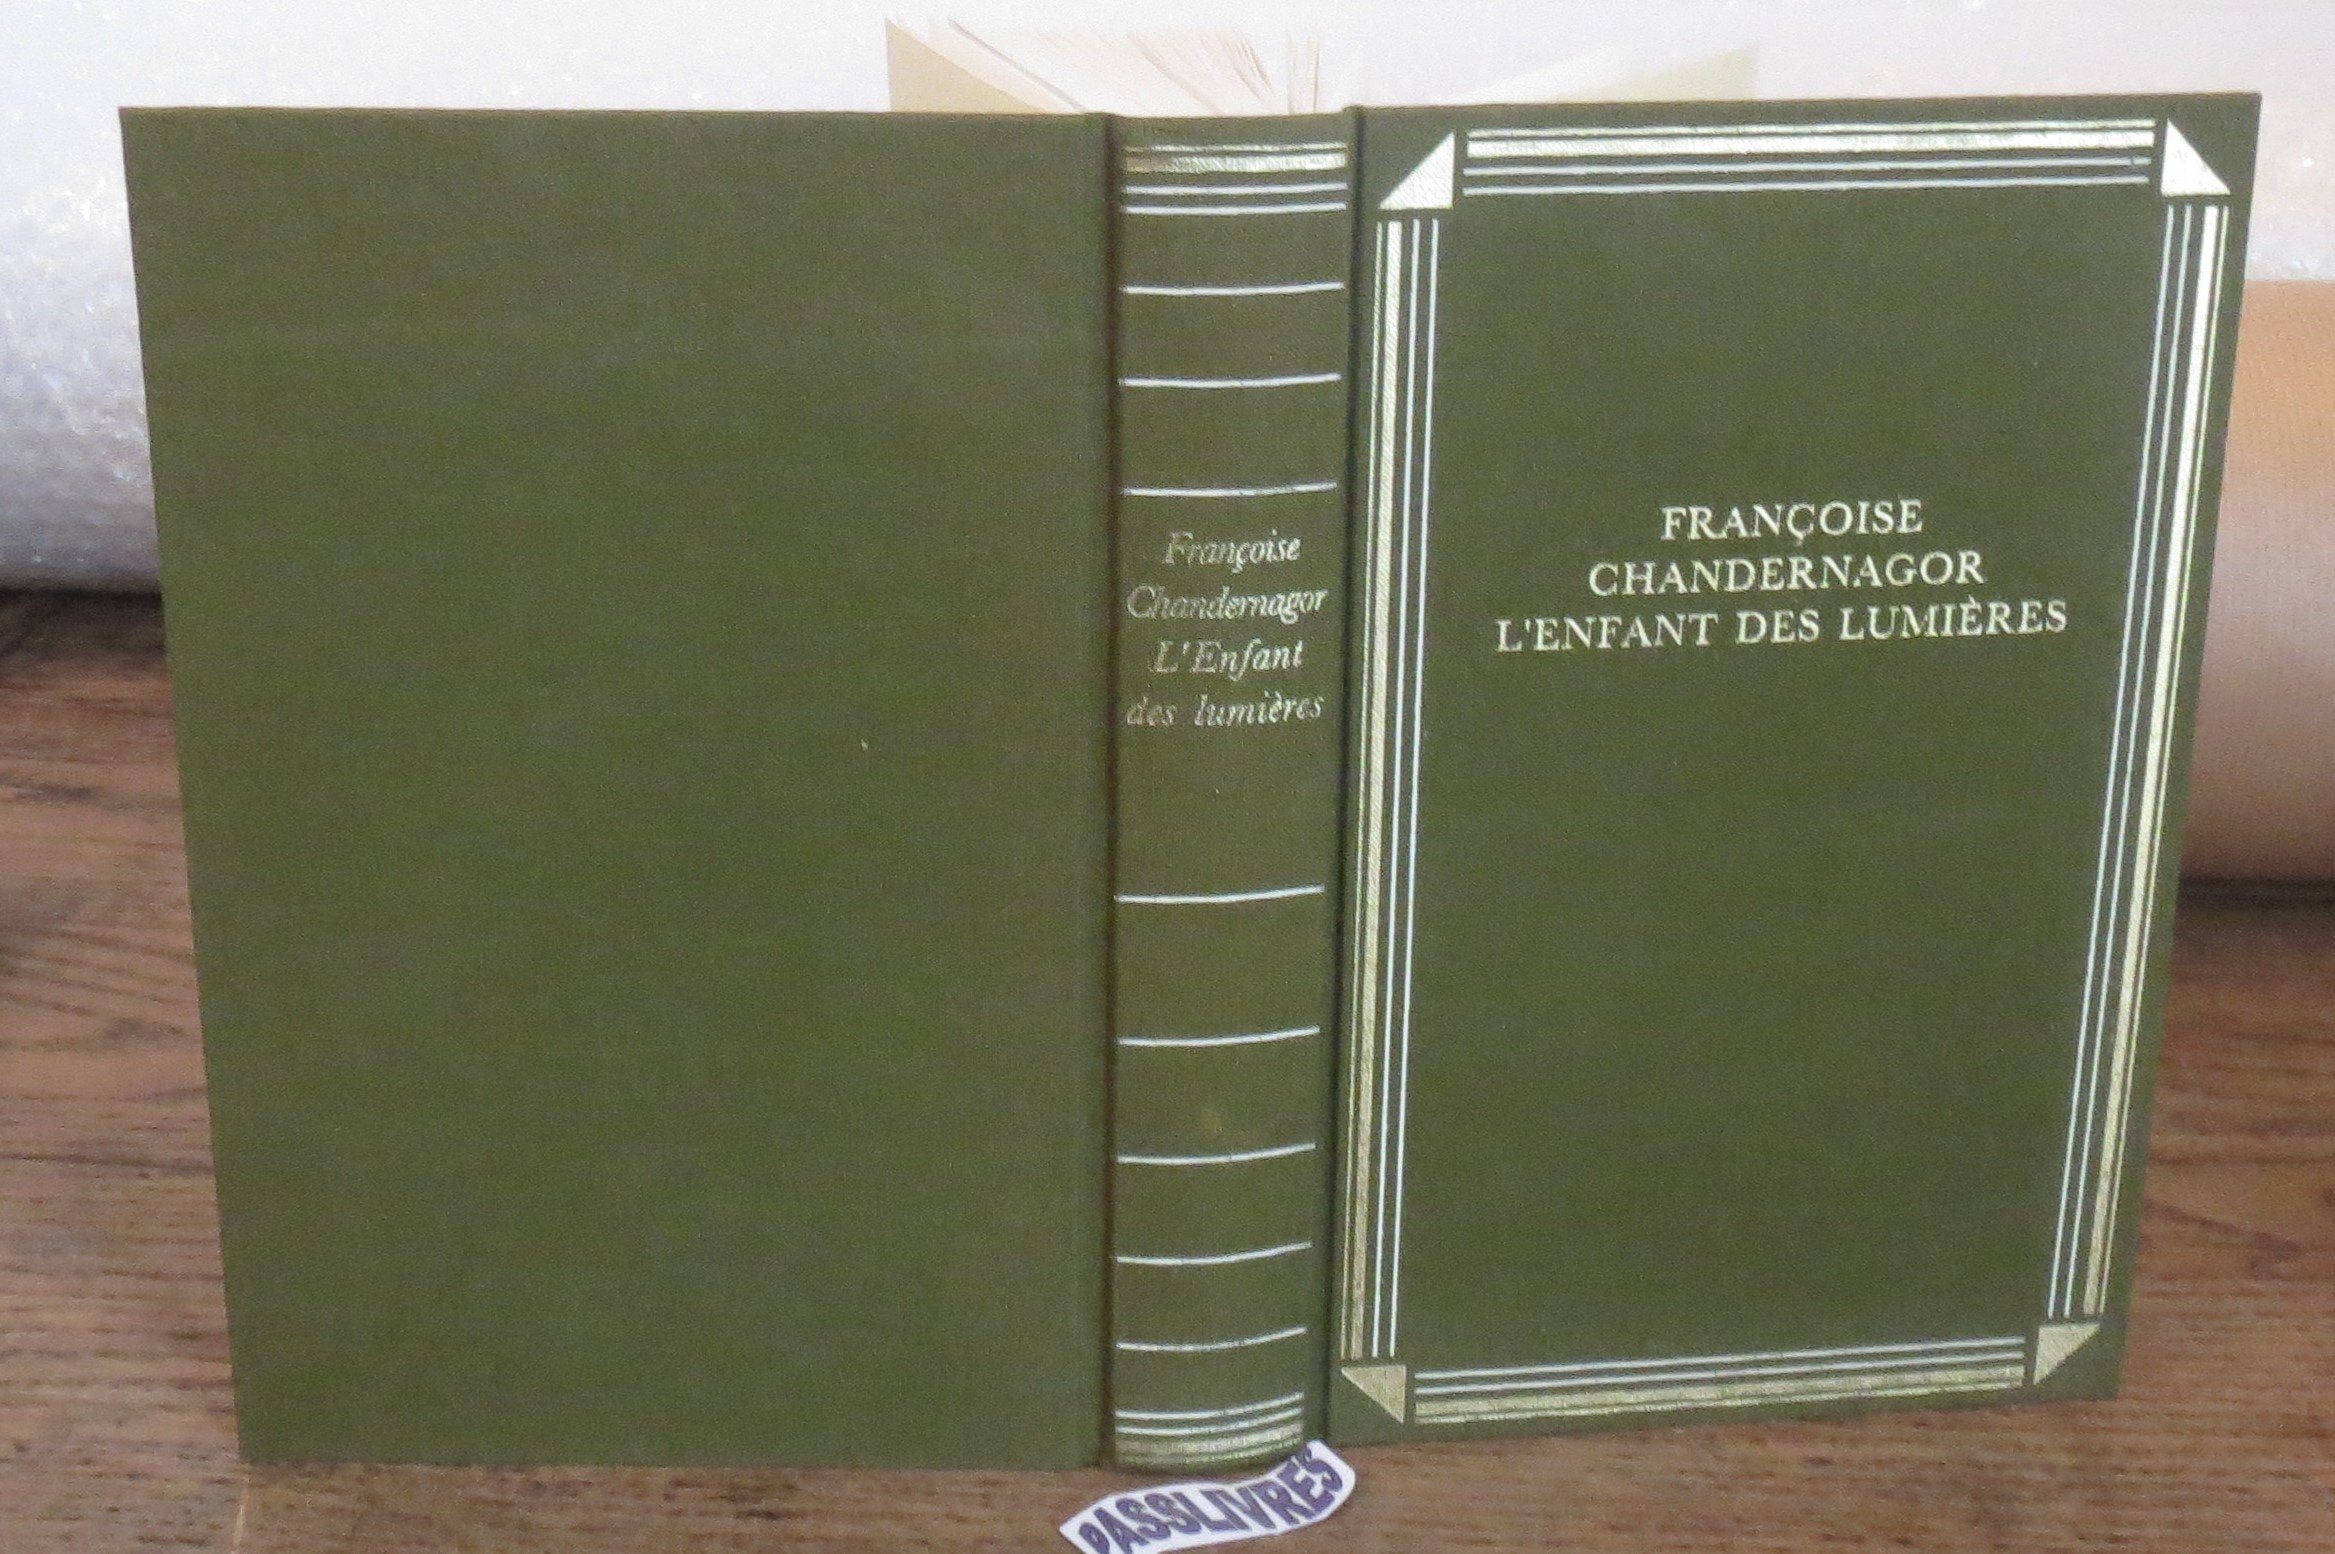 Françoise
Chandernagor
L'Enfant
des lumières
FRANÇOISE
CHANDERNAGOR
L'ENFANT DES LUMIÈRES
PASSLIVRES